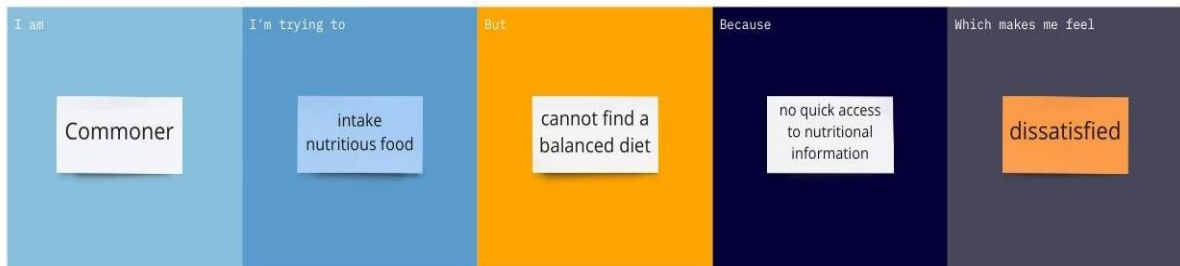 I am
Commoner
I'm trying to
intake
nutritious food
But
cannot find a
balanced diet
Because
no quick access
to nutritional
information
Which makes me feel
dissatisfied